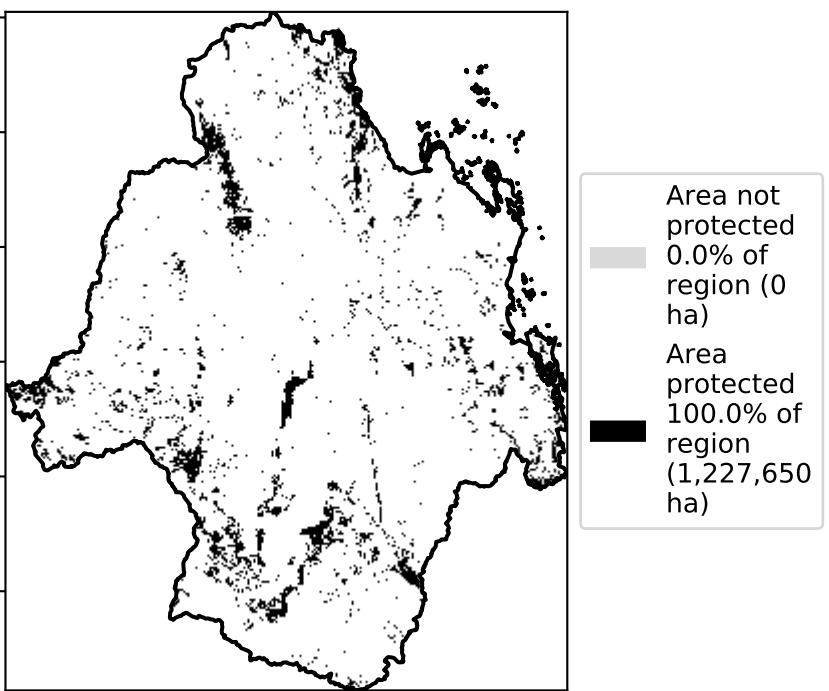 Area not
protected
0.0% of
region (0
ha)
Area
protected
100.0% of
region
(1,227,650
ha)